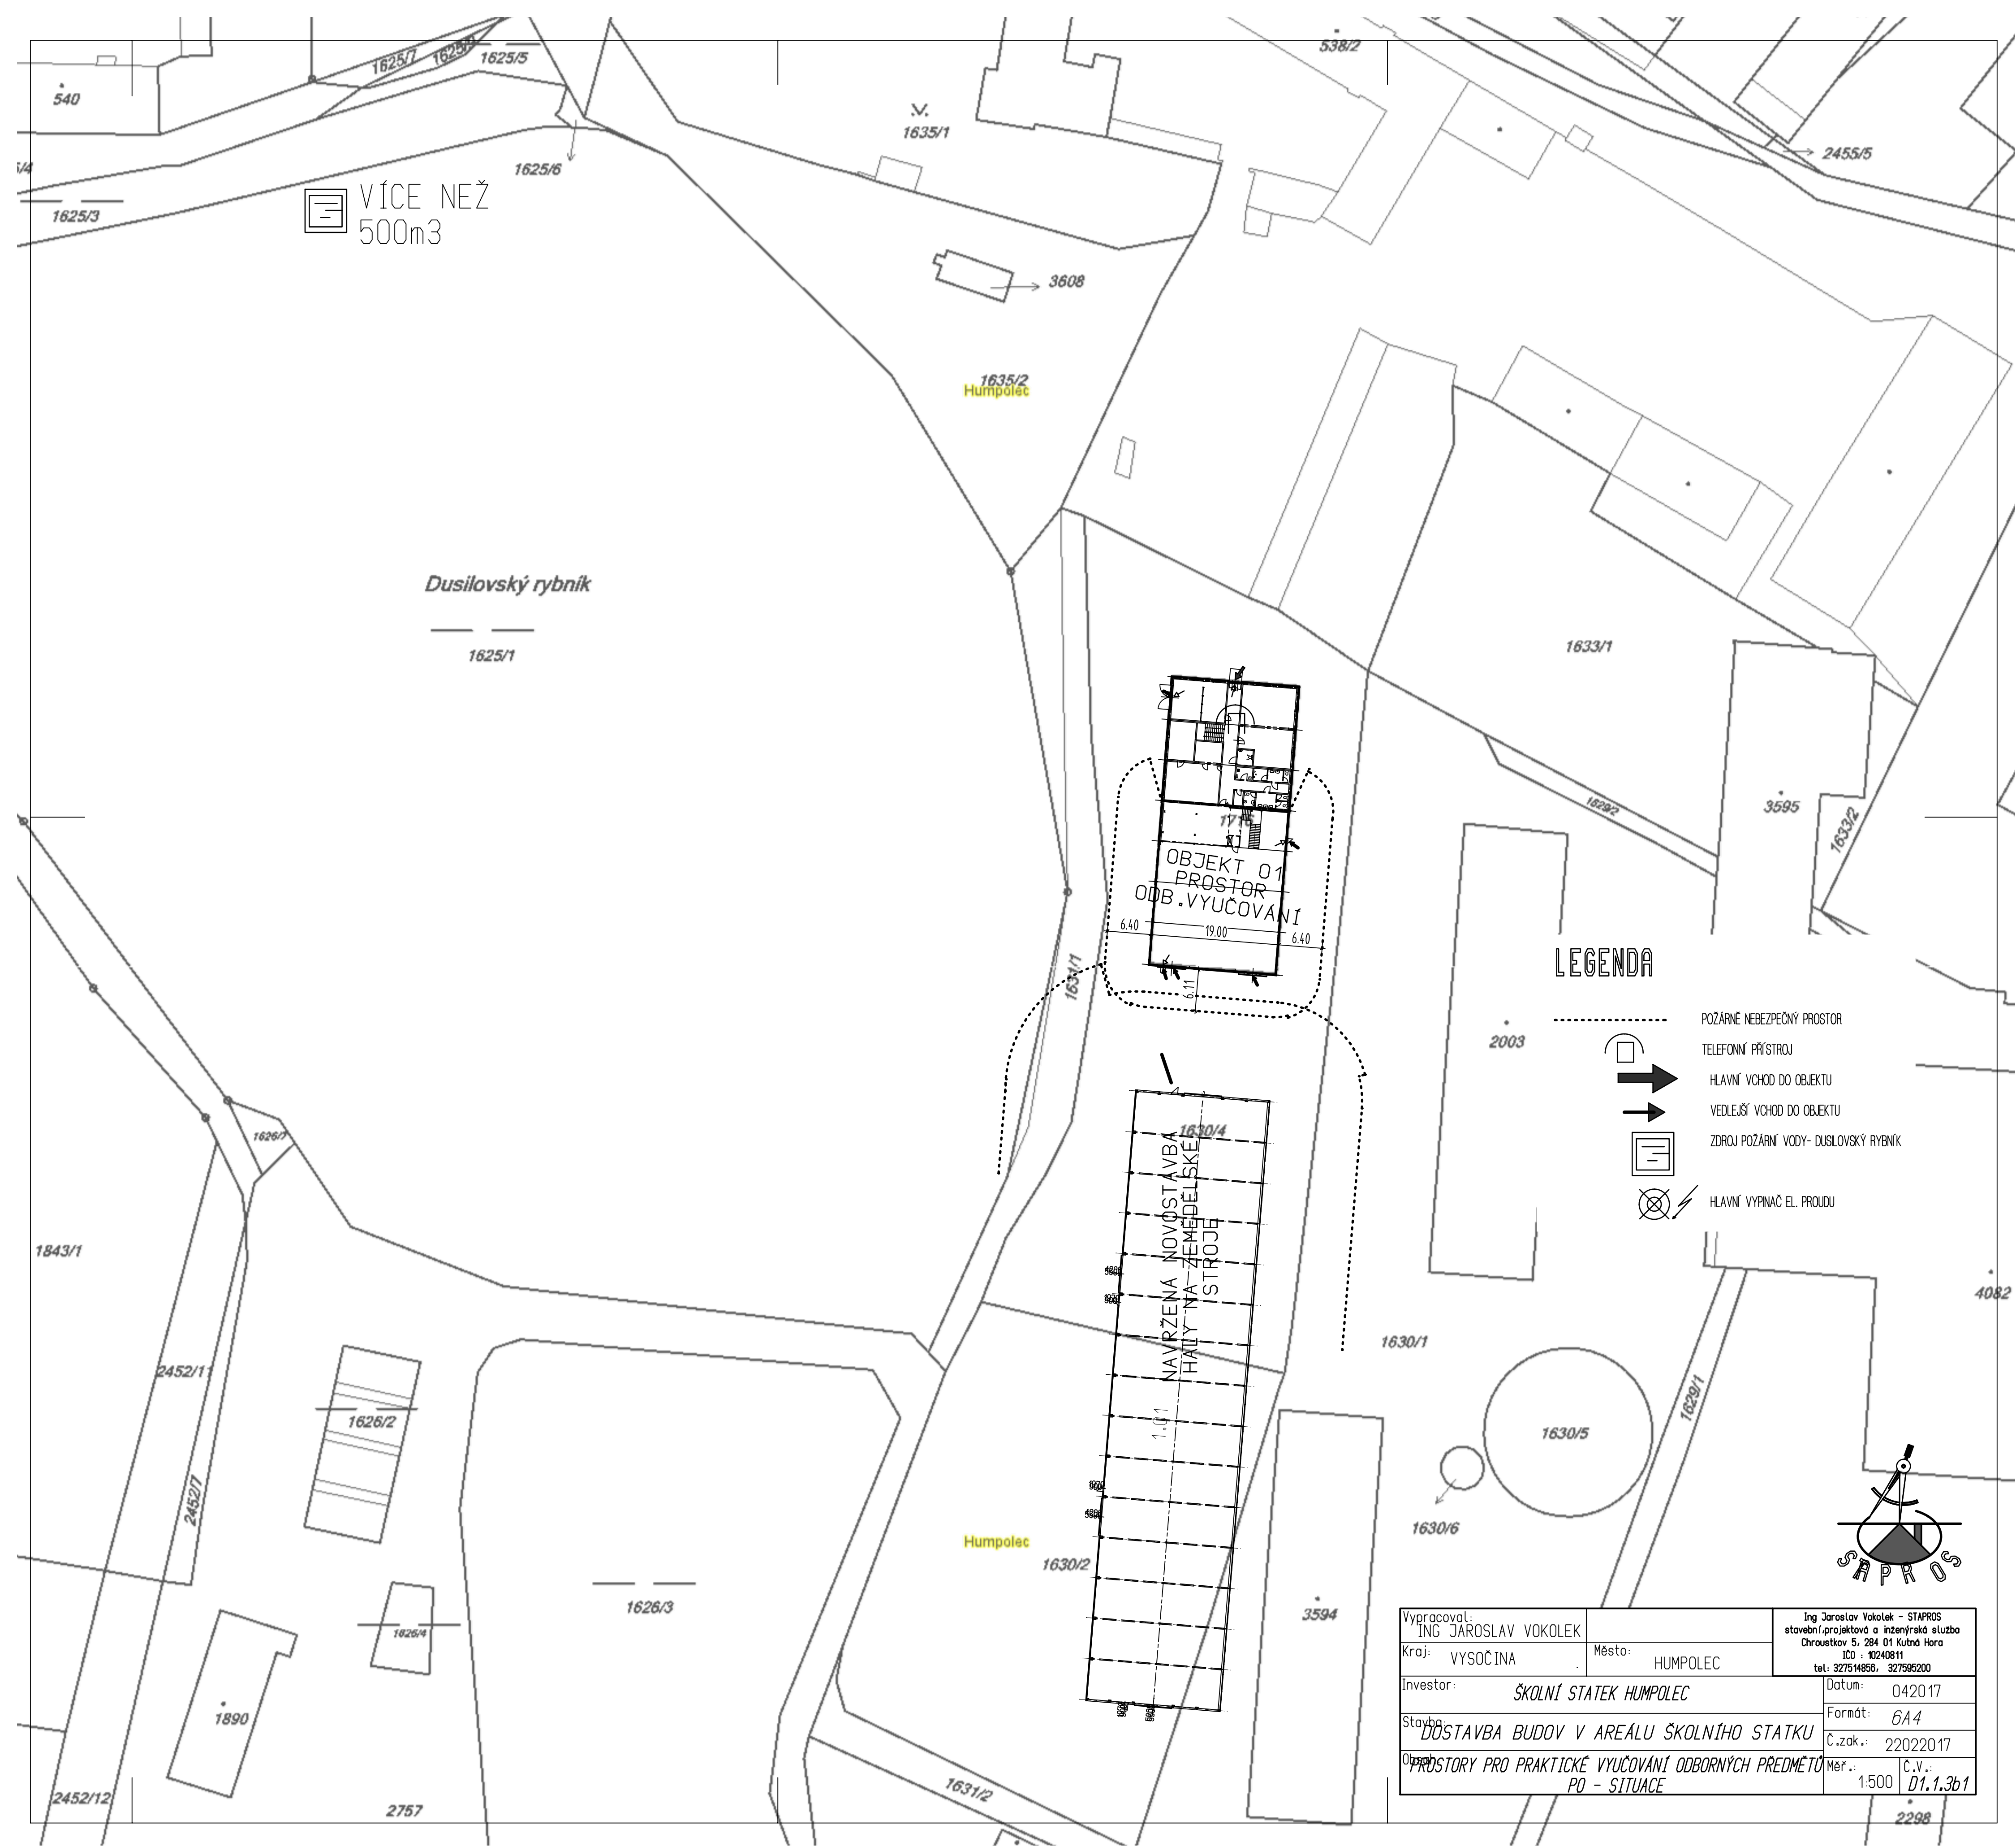 538/2
1625/7
1625/5
540
1635/1
2455/5
1625/6
1625/3
VÍCE NEŽ
500m3
3608
1635/2
Humpolec
Dusilovský rybník
1625/1
1633/1
3595
1629/2
1633/2
1716
OBJEKT 01
PROSTOR
ODB.VYUČOVÁNÍ
6.40
19.00
6.40
6.11
1631/1
LEGENDA
POŽÁRNĚ NEBEZPEČNÝ PROSTOR
TELEFONNÍ PŘÍSTROJ
HLAVNÍ VCHOD DO OBJEKTU
VEDLEJŠÍ VCHOD DO OBJEKTU
ZDROJ POŽÁRNÍ VODY- DUSILOVSKÝ RYBNÍK
HLAVNÍ VYPINAČ EL. PROUDU
2003
1630/4
NAVRŽENÁ NOVOSTAVBA
HALY NA ZEMĚDĚLSKÉ
STROJE
1.01
1626/7
1843/1
4082
1630/1
2452/11
1626/2
1629/1
1630/5
2452/7
1630/6
Humpolec
1630/2
1626/3
3594
1626/4
1890
2452/12
2757
1631/2
2298
SAPROS
Vypracoval:
ING JAROSLAV VOKOLEK
Kraj: VYSOČINA
Město: HUMPOLEC
Ing Jaroslav Vokolek - STAPROS
stavební,projektová a inženýrská služba
Chroustkov 5, 284 01 Kutná Hora
IČO : 10240811
tel: 327514856, 327595200
Investor: ŠKOLNÍ STATEK HUMPOLEC
Datum: 042017
Formát: 6A4
Stavba: DOSTAVBA BUDOV V AREÁLU ŠKOLNÍHO STATKU
Č.zak.: 22022017
Obsah: PROSTORY PRO PRAKTICKÉ VYUČOVÁNÍ ODBORNÝCH PŘEDMĚTŮ
PO - SITUACE
Měř.: 1:500
Č.V.: D1.1.3b1